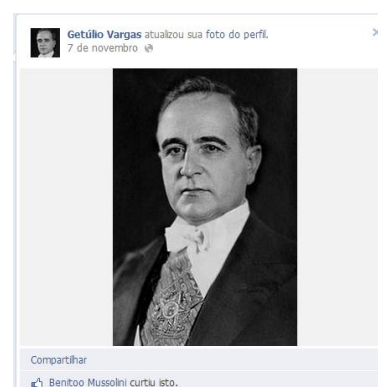 Getúlio Vargas atualizou sua foto do perfil.
7 de novembro
Compartilhar
Benitoo Mussolini curtiu isto.